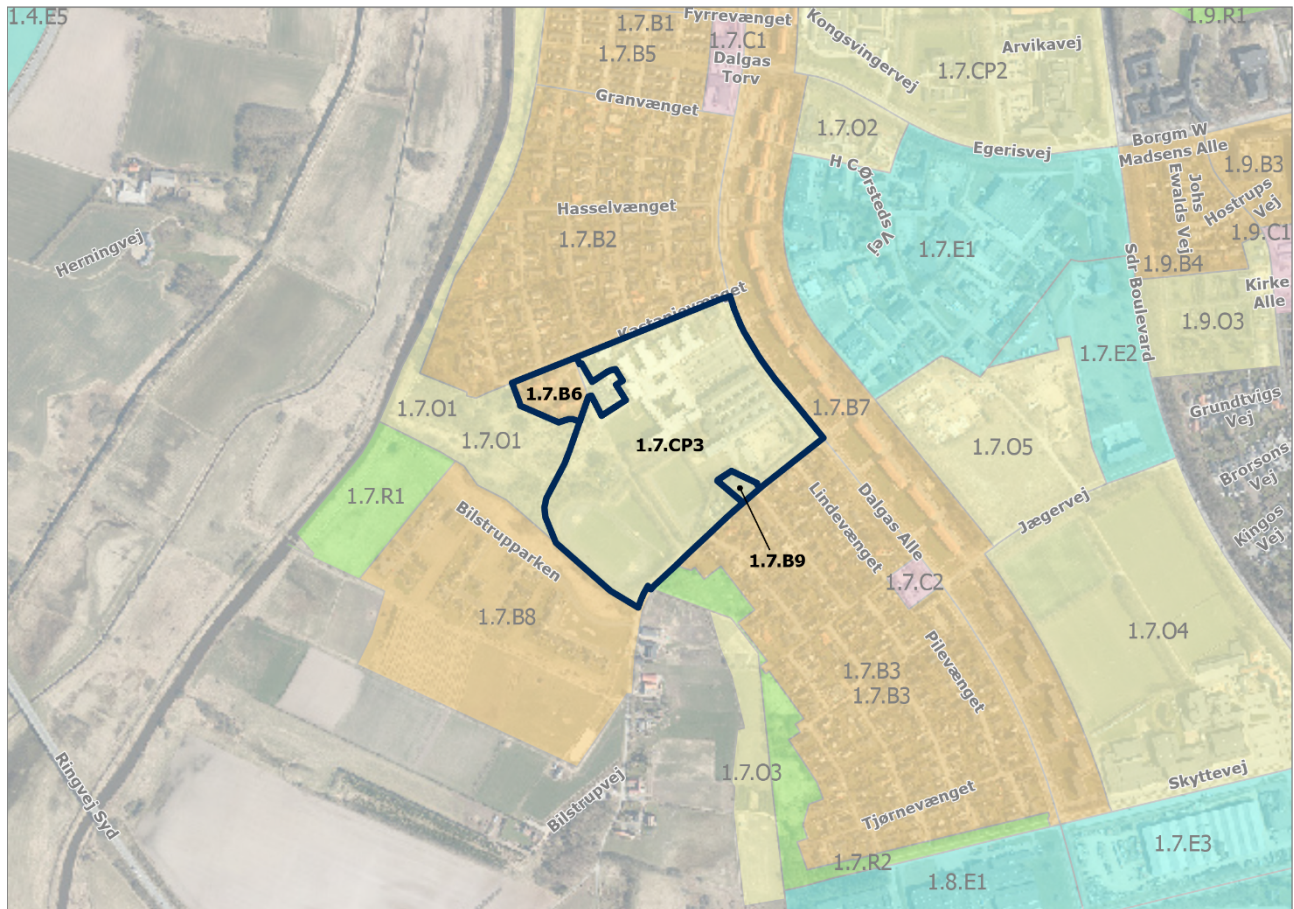 1.4.E5
1.7.B1
Fyrrevænget
1.7.C1
1.9.R1
Kongsvingervej
Arvikavej
1.7.B5
Dalgas
Torv
1.7.CP2
Granvænget
1.7.O2
Egerisvej
Borgm W
Madsens Alle
H C Ørsteds Vej
1.9.B3
Johs
Ewalds Vej
Hostrups
Vej
Hasselvænget
1.7.B2
Herningvej
1.7.E1
1.9.C1
1.9.B4
Sdr Boulevard
Kirke
Alle
Kastanievænget
1.9.O3
1.7.E2
1.7.B6
1.7.O1
1.7.B7
Grundtvigs
Vej
1.7.O1
1.7.CP3
1.7.O5
Brorsons
Vej
1.7.R1
Lindevænget
Dalgas Alle
Jægervej
Kingos
Vej
Bilstrupparken
1.7.B9
1.7.C2
1.7.B8
1.7.O4
1.7.B3
1.7.B3
Pilevænget
Ringvej Syd
Bilstrupvej
1.7.O3
Skyttevej
Tjørnevænget
1.7.R2
1.7.E3
1.8.E1